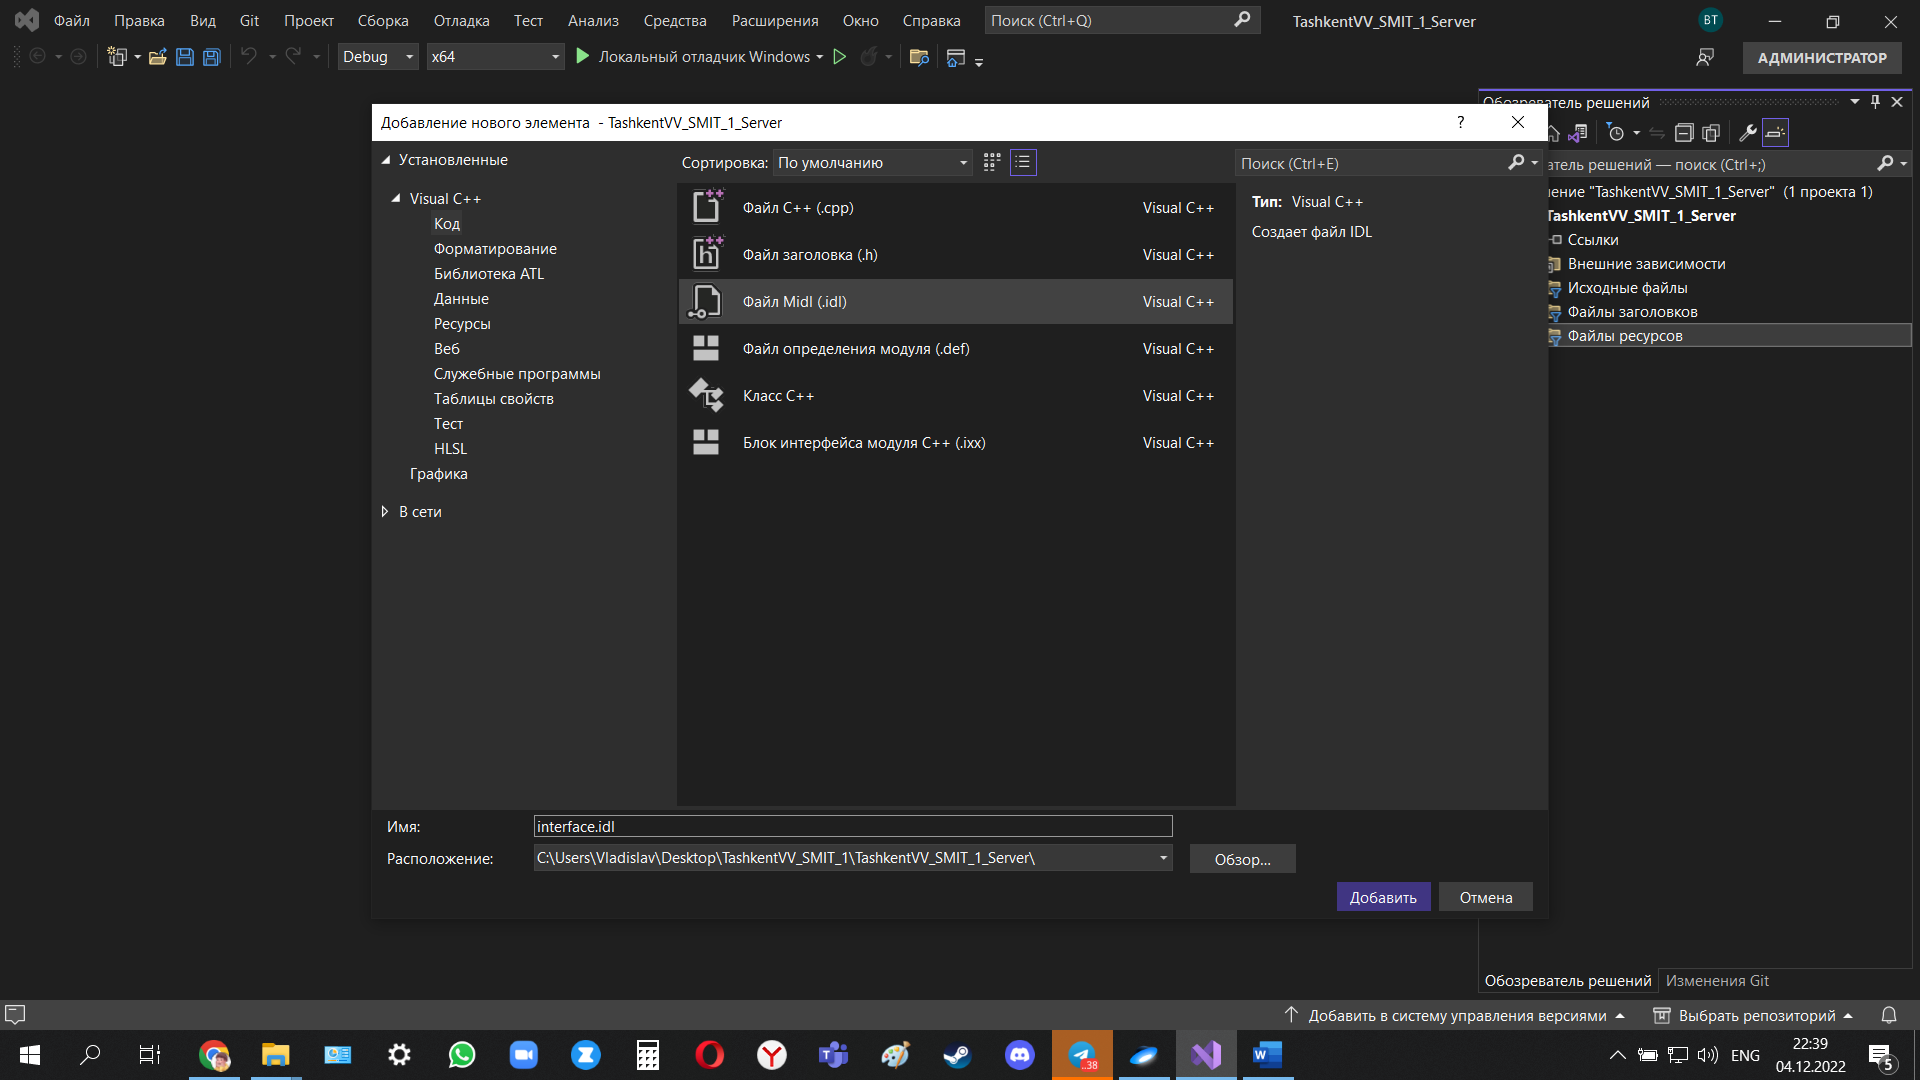 Файл Правка Вид Git Проект Сборка Отладка Тест Анализ Средства Расширения Окно Справка Поиск (Ctrl+Q) TashkentVV_SMIT_1_Server ВТ
Debug x64 Локальный отладчик Windows АДМИНИСТРАТОР
Обозреватель решений
Добавление нового элемента - TashkentVV_SMIT_1_Server ?
Установленные
Сортировка: По умолчанию
Поиск (Ctrl+E)
атель решений — поиск (Ctrl+;)
ение "TashkentVV_SMIT_1_Server" (1 проекта 1)
TashkentVV_SMIT_1_Server
Ссылки
Внешние зависимости
Исходные файлы
Файлы заголовков
Файлы ресурсов
Visual C++
Код
Форматирование
Библиотека ATL
Данные
Ресурсы
Веб
Служебные программы
Таблицы свойств
Тест
HLSL
Графика
В сети
Файл C++ (.cpp) Visual C++
Файл заголовка (.h) Visual C++
Файл Midl (.idl) Visual C++
Файл определения модуля (.def) Visual C++
Класс C++ Visual C++
Блок интерфейса модуля C++ (.ixx) Visual C++
Тип: Visual C++
Создает файл IDL
Имя: interface.idl
Расположение: C:\Users\Vladislav\Desktop\TashkentVV_SMIT_1\TashkentVV_SMIT_1_Server\ Обзор...
Добавить Отмена
Обозреватель решений Изменения Git
Добавить в систему управления версиями Выбрать репозиторий
..38
ENG
22:39
04.12.2022
5